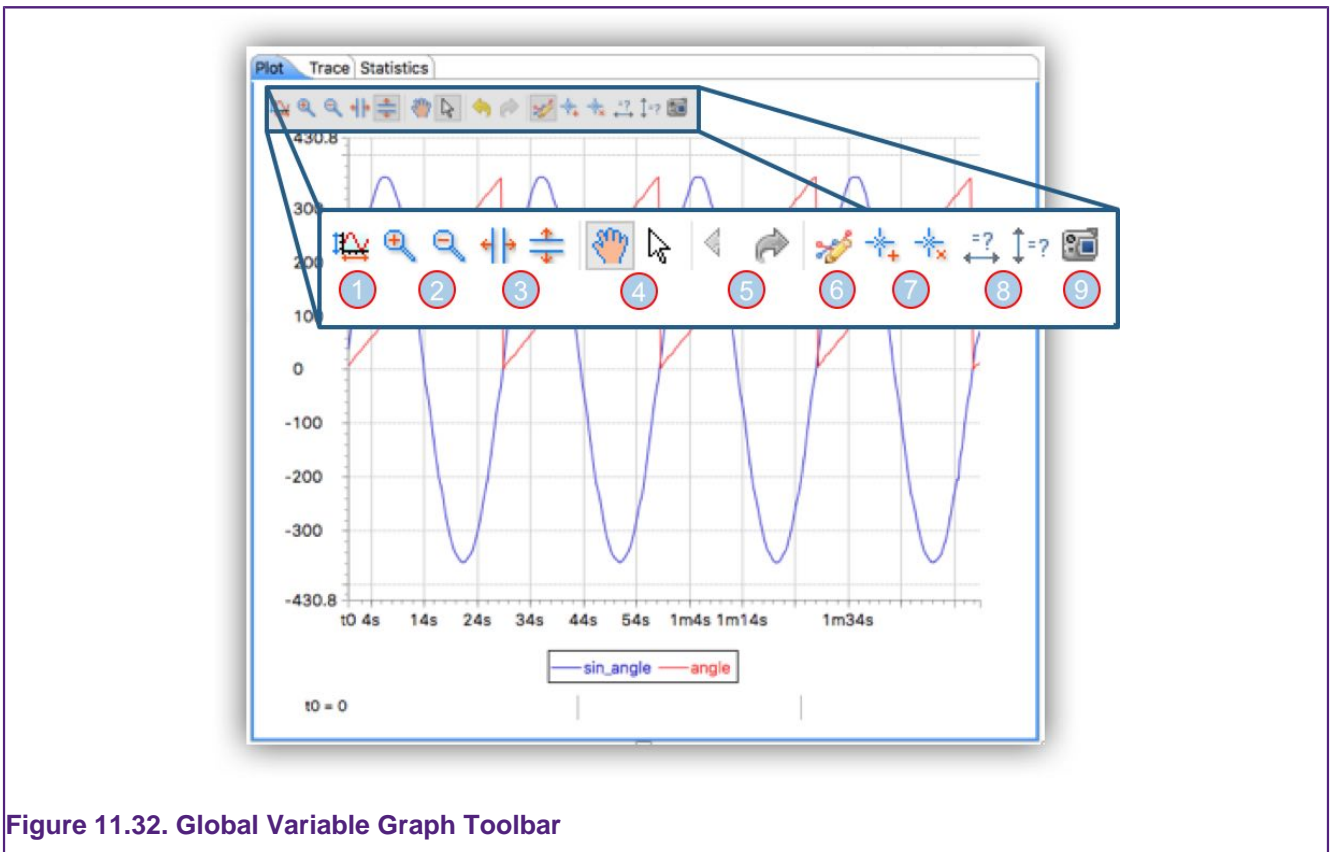 Plot Trace Statistics
430.8
300
=? =?
200
1 2 3 4 5 6 7 8 9
100
0
-100
-200
-300
-430.8
t0 4s 14s 24s 34s 44s 54s 1m4s 1m14s 1m34s
sin_angle angle
t0 = 0
Figure 11.32. Global Variable Graph Toolbar